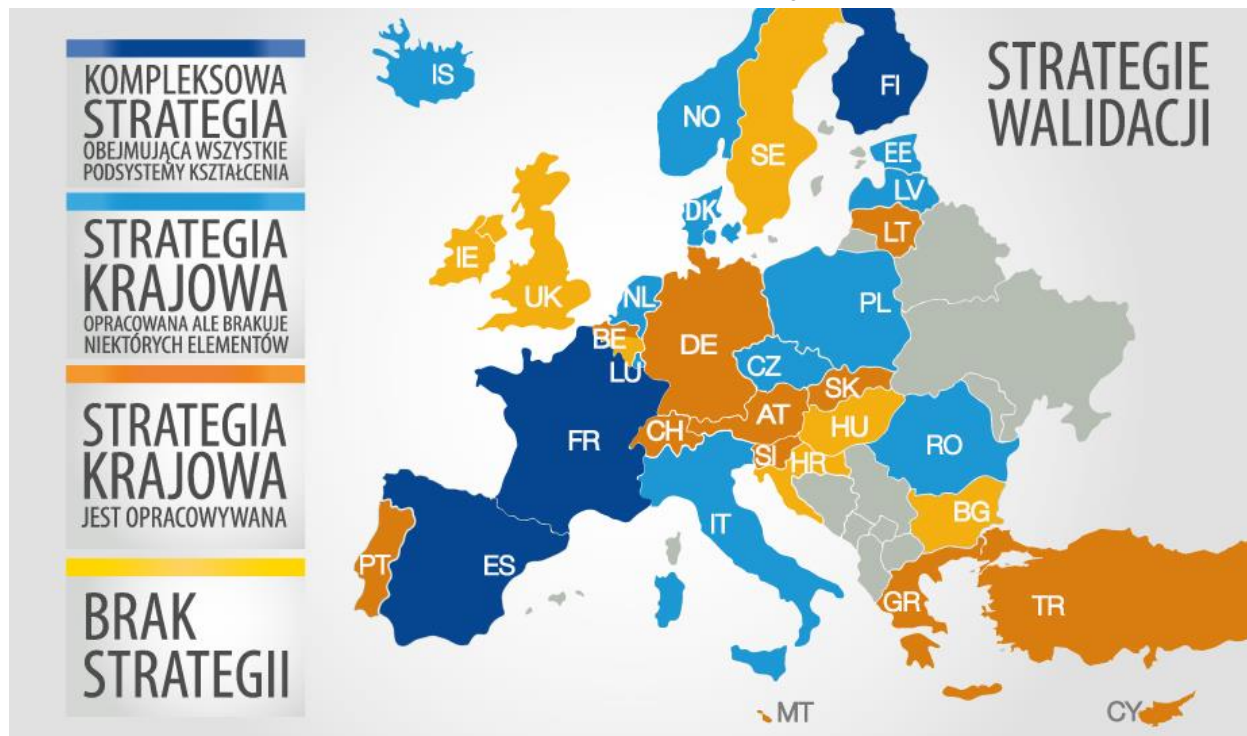 KOMPLEKSOWA
STRATEGIA
OBEJMUJĄCA WSZYSTKIE
PODSYSTEMY KSZTAŁCENIA
STRATEGIA
KRAJOWA
OPRACOWANA ALE BRAKUJE
NIEKTÓRYCH ELEMENTÓW
STRATEGIA
KRAJOWA
JEST OPRACOWYWANA
BRAK
STRATEGII
STRATEGIE
WALIDACJI
IS
FI
NO
SE
EE
LV
DK
LT
IE
UK
NL
PL
BE
DE
LU
CZ
SK
AT
HU
FR
CH
SI
HR
RO
IT
BG
PT
ES
GR
TR
MT
CY